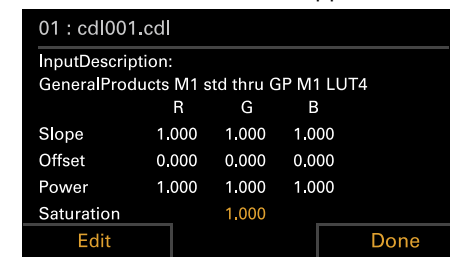 01 : cdl001.cdl
InputDescription:
GeneralProducts M1 std thru GP M1 LUT4
R G B
Slope 1.000 1.000 1.000
Offset 0.000 0.000 0.000
Power 1.000 1.000 1.000
Saturation 1.000
Edit Done